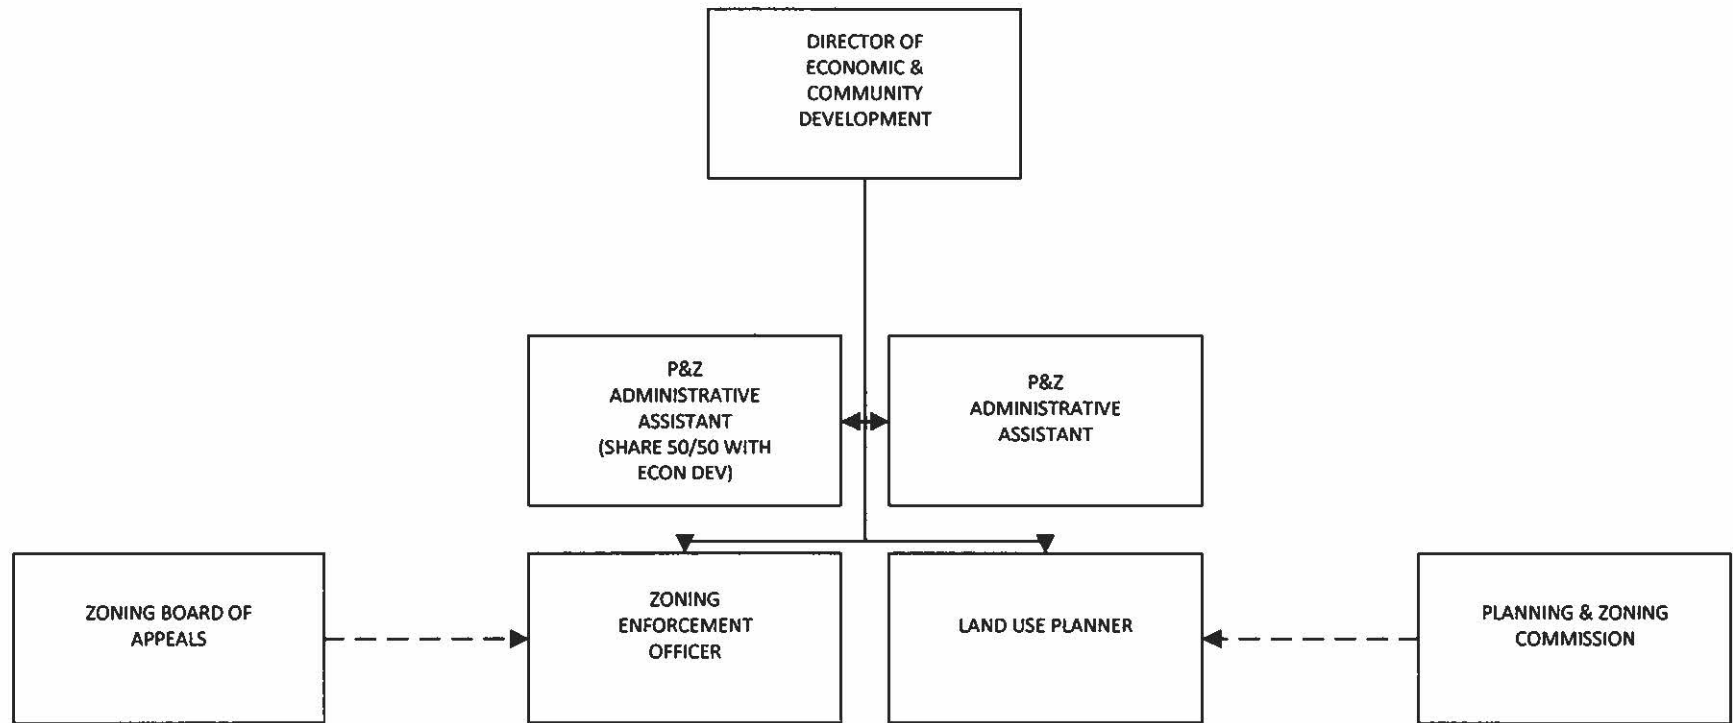 DIRECTOR OF
ECONOMIC &
COMMUNITY
DEVELOPMENT
P&Z
ADMINISTRATIVE
ASSISTANT
(SHARE 50/50 WITH
ECON DEV)
P&Z
ADMINISTRATIVE
ASSISTANT
ZONING BOARD OF
APPEALS
ZONING
ENFORCEMENT
OFFICER
LAND USE PLANNER
PLANNING & ZONING
COMMISSION